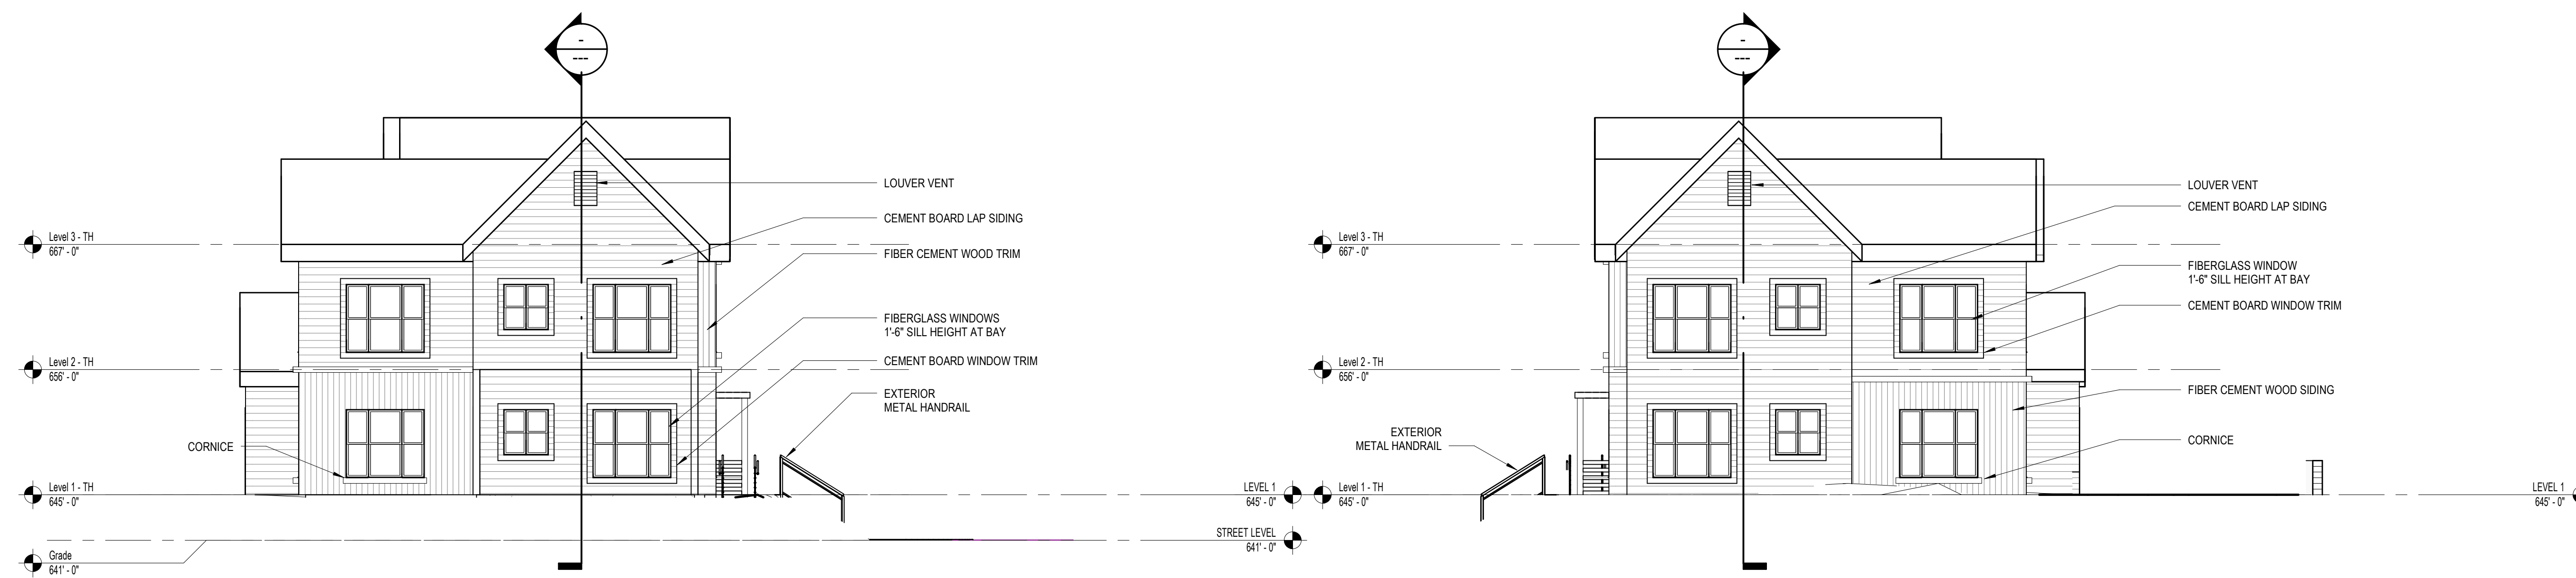 -
---
LOUVER VENT
CEMENT BOARD LAP SIDING
Level 3 - TH
667' - 0"
FIBER CEMENT WOOD TRIM
FIBERGLASS WINDOWS
1'-6" SILL HEIGHT AT BAY
CEMENT BOARD WINDOW TRIM
Level 2 - TH
656' - 0"
EXTERIOR
METAL HANDRAIL
CORNICE
Level 1 - TH
645' - 0"
LEVEL 1
645' - 0"
STREET LEVEL
641' - 0"
Grade
641' - 0"
-
---
LOUVER VENT
CEMENT BOARD LAP SIDING
Level 3 - TH
667' - 0"
FIBERGLASS WINDOW
1'-6" SILL HEIGHT AT BAY
CEMENT BOARD WINDOW TRIM
Level 2 - TH
656' - 0"
FIBER CEMENT WOOD SIDING
EXTERIOR
METAL HANDRAIL
CORNICE
Level 1 - TH
645' - 0"
LEVEL 1
645' - 0"